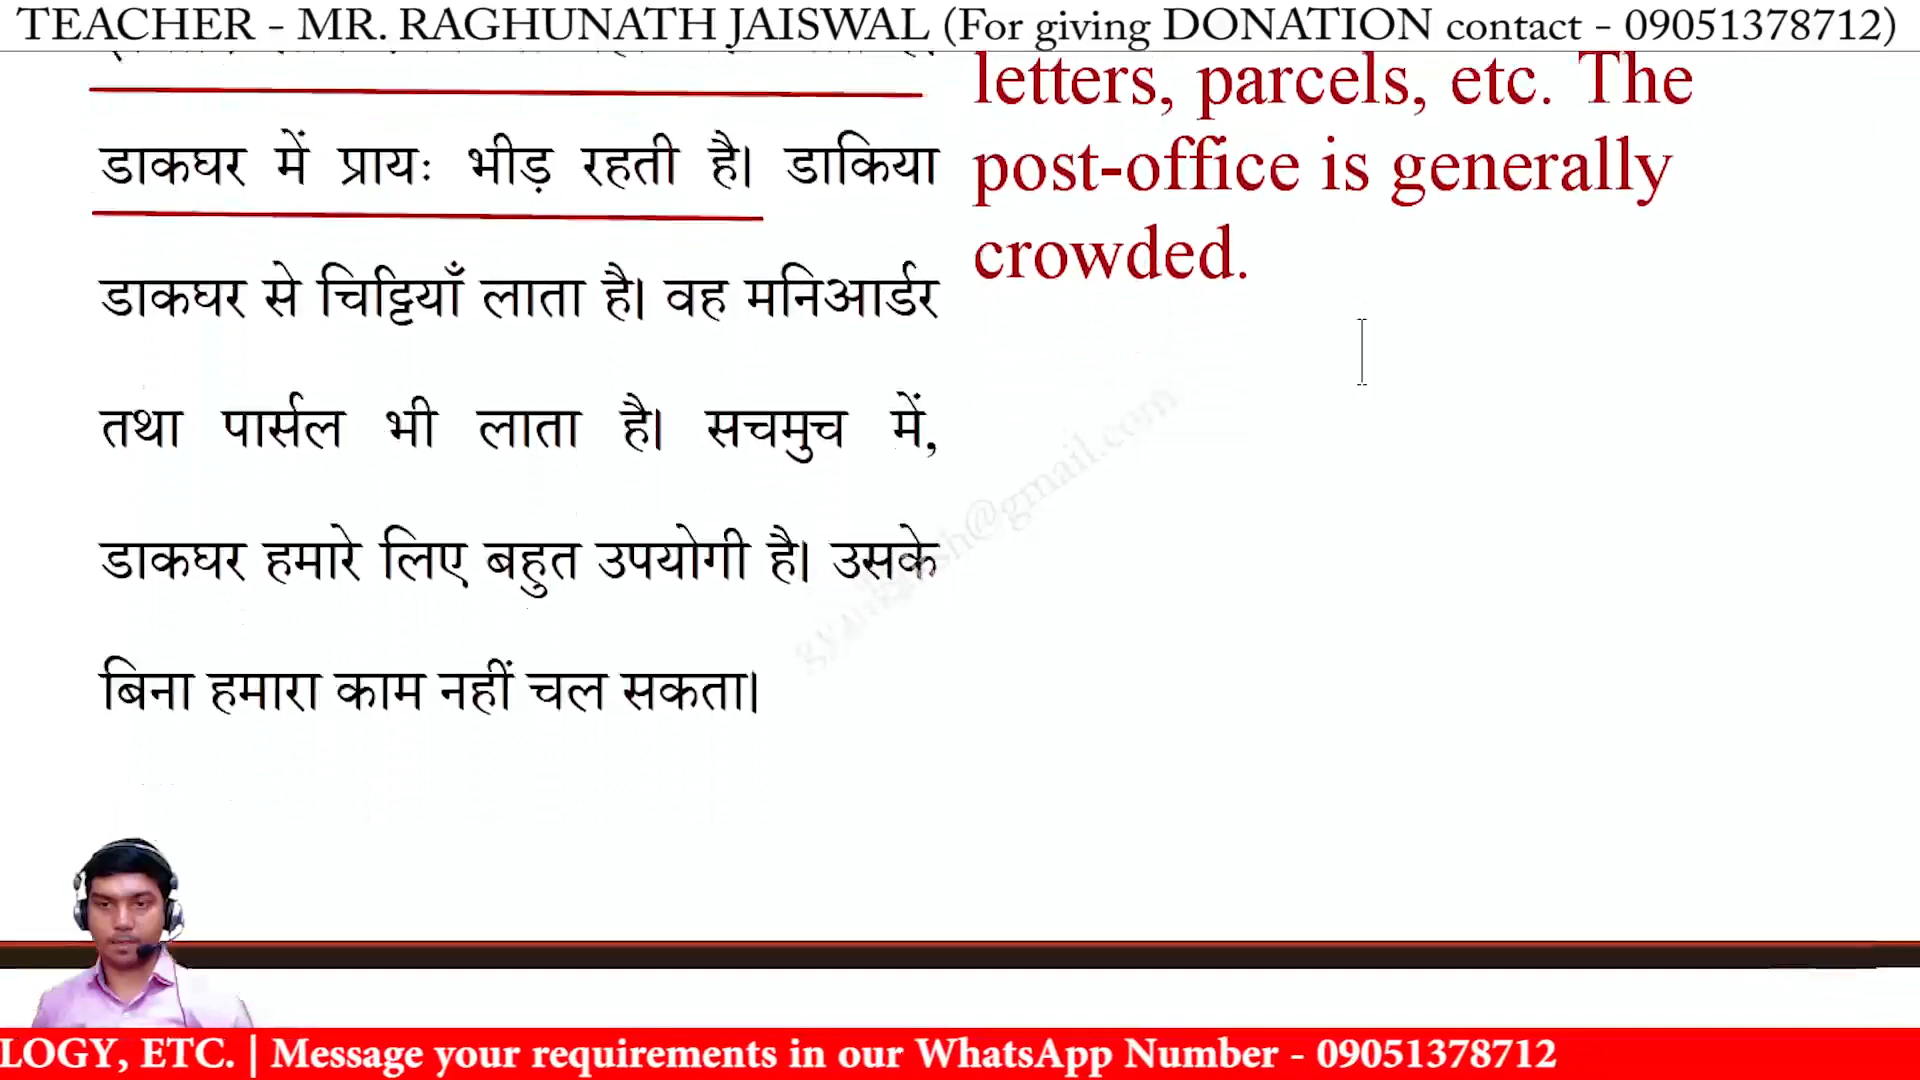 TEACHER - MR. RAGHUNATH JAISWAL (For giving DONATION contact - 09051378712)
डाकघर में प्रायः भीड़ रहती है। डाकिया
डाकघर से चिट्टियाँ लाता है। वह मनिआर्डर
तथा पार्सल भी लाता है। सचमुच में,
डाकघर हमारे लिए बहुत उपयोगी है। उसके
बिना हमारा काम नहीं चल सकता।
letters, parcels, etc. The
post-office is generally
crowded.
@gmail.com
LOGY, ETC. | Message your requirements in our WhatsApp Number - 09051378712